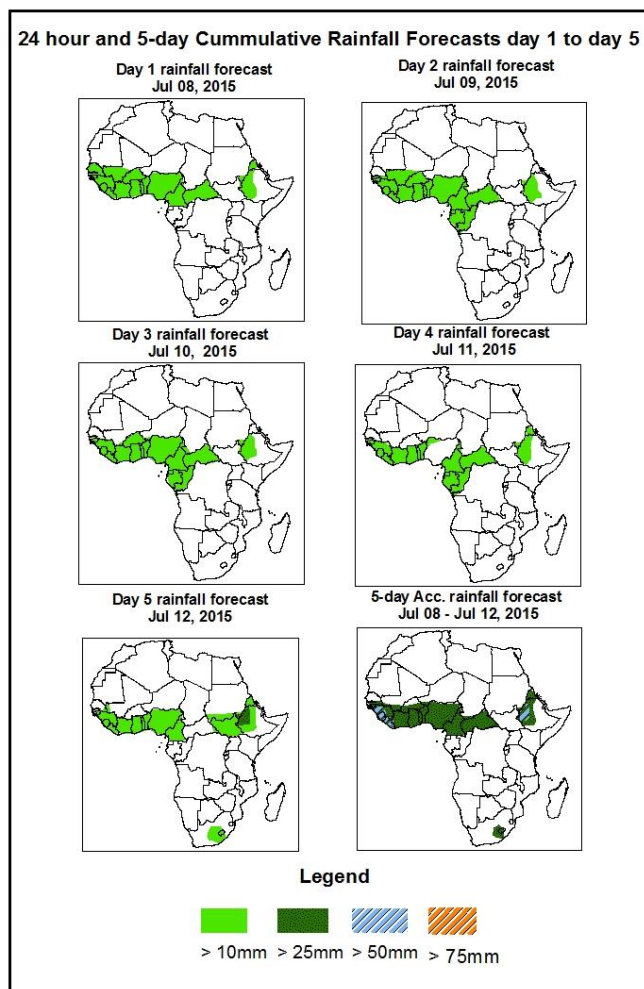 24 hour and 5-day Cummulative Rainfall Forecasts day 1 to day 5
Day 1 rainfall forecast
Jul 08, 2015
Day 2 rainfall forecast
Jul 09, 2015
Day 3 rainfall forecast
Jul 10, 2015
Day 4 rainfall forecast
Jul 11, 2015
Day 5 rainfall forecast
Jul 12, 2015
5-day Acc. rainfall forecast
Jul 08 - Jul 12, 2015
Legend
> 10mm > 25mm > 50mm > 75mm